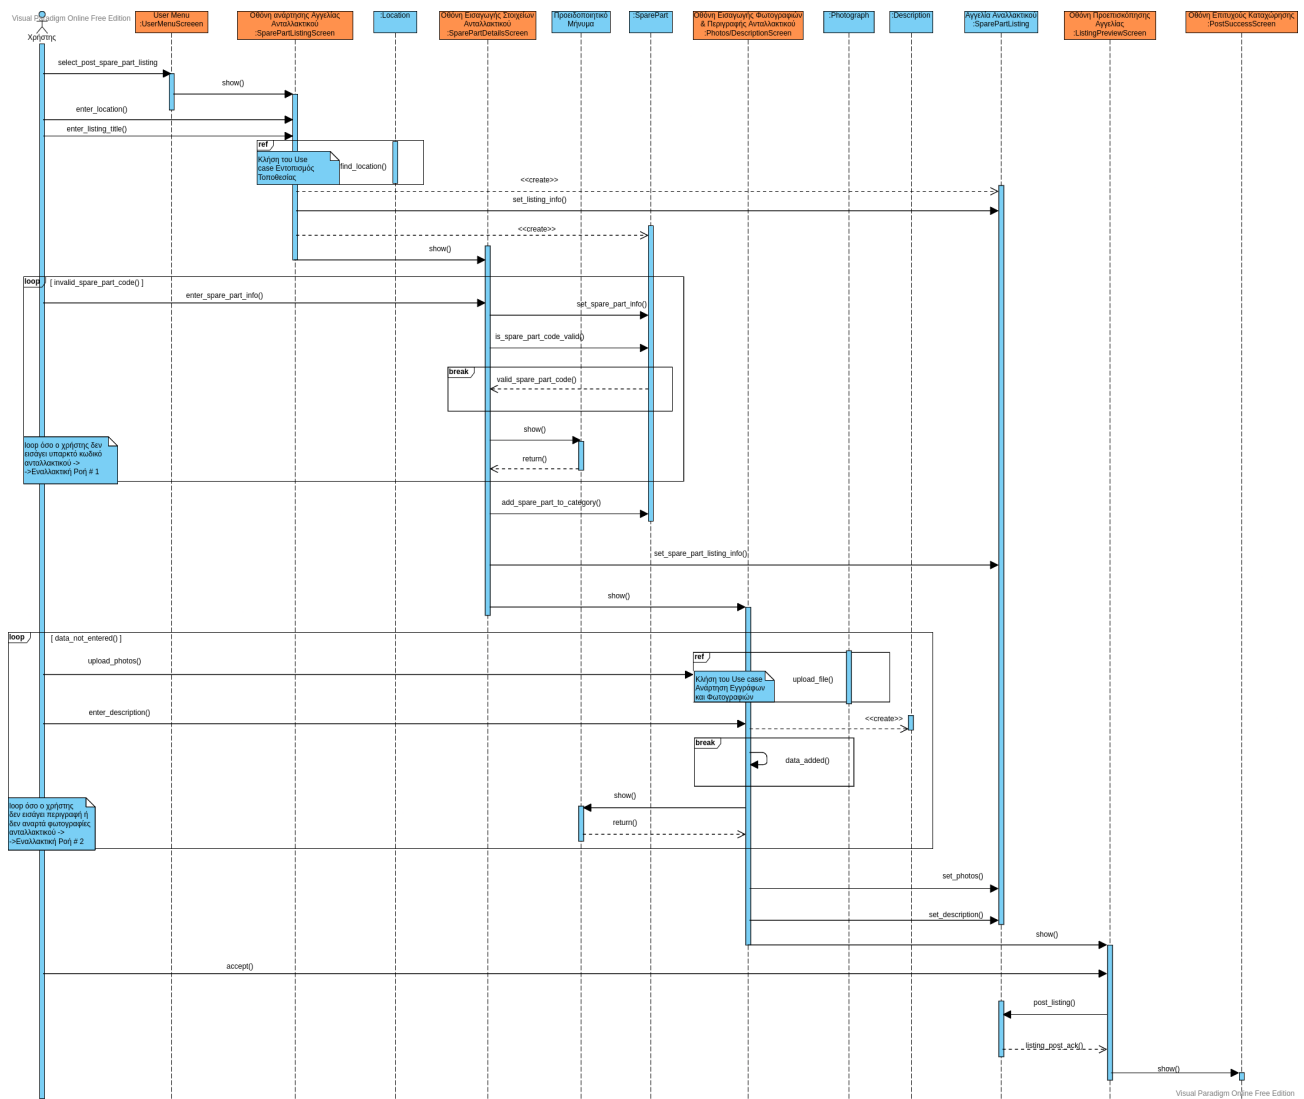 Visual Paradigm Online Free Edition
Χρήστης
User Menu
:UserMenuScreen
Οθόνη ανάρτησης Αγγελίας
Ανταλλακτικού
:SparePartListingScreen
:Location
Οθόνη Εισαγωγής Στοιχείων
Ανταλλακτικού
:SparePartDetailsScreen
Προειδοποιητικό
Μήνυμα
:SparePart
Οθόνη Εισαγωγής Φωτογραφιών
& Περιγραφής Ανταλλακτικού
:Photos/DescriptionScreen
:Photograph
:Description
Αγγελία Ανταλλακτικού
:SparePartListing
Οθόνη Προεπισκόπησης
Αγγελίας
:ListingPreviewScreen
Οθόνη Επιτυχούς Καταχώρησης
:PostSuccessScreen
select_post_spare_part_listing
show()
enter_location()
enter_listing_title()
ref
Κλήση του Use
case Εντοπισμός
Τοποθεσίας
find_location()
<<create>>
set_listing_info()
<<create>>
show()
loop
[ invalid_spare_part_code() ]
enter_spare_part_info()
set_spare_part_info()
is_spare_part_code_valid()
break
valid_spare_part_code()
show()
return()
loop όσο ο χρήστης δεν
εισάγει υπαρκτό κωδικό
ανταλλακτικού ->
->Εναλλακτική Ροή # 1
add_spare_part_to_category()
set_spare_part_listing_info()
show()
loop
[ data_not_entered() ]
upload_photos()
ref
Κλήση του Use case
Ανάρτηση Εγγράφων
και Φωτογραφιών
upload_file()
enter_description()
<<create>>
break
data_added()
show()
return()
loop όσο ο χρήστης
δεν εισάγει περιγραφή ή
δεν αναρτά φωτογραφίες
ανταλλακτικού ->
->Εναλλακτική Ροή # 2
set_photos()
set_description()
show()
accept()
post_listing()
listing_post_ack()
show()
Visual Paradigm Online Free Edition